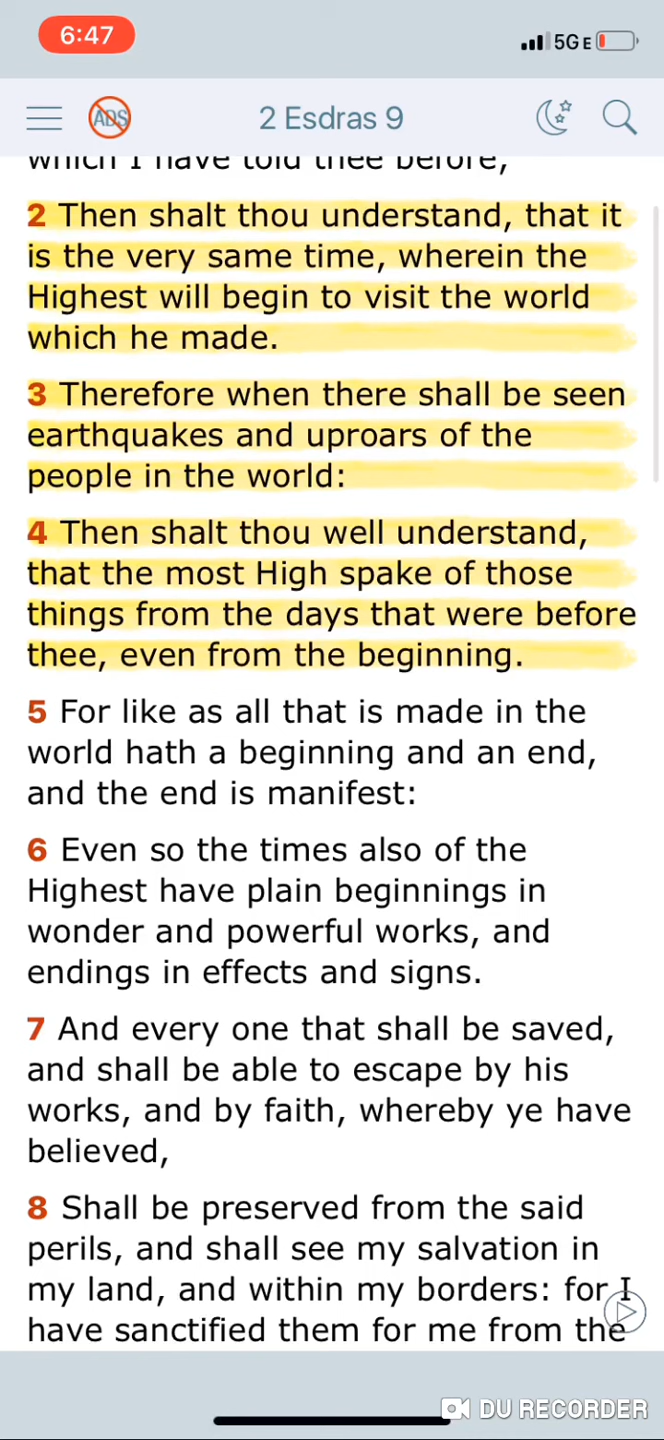 6:47
5G E
ADS
2 Esdras 9
which I have told thee before,
2 Then shalt thou understand, that it
is the very same time, wherein the
Highest will begin to visit the world
which he made.
3 Therefore when there shall be seen
earthquakes and uproars of the
people in the world:
4 Then shalt thou well understand,
that the most High spake of those
things from the days that were before
thee, even from the beginning.
5 For like as all that is made in the
world hath a beginning and an end,
and the end is manifest:
6 Even so the times also of the
Highest have plain beginnings in
wonder and powerful works, and
endings in effects and signs.
7 And every one that shall be saved,
and shall be able to escape by his
works, and by faith, whereby ye have
believed,
8 Shall be preserved from the said
perils, and shall see my salvation in
my land, and within my borders: for I
have sanctified them for me from the
DU RECORDER